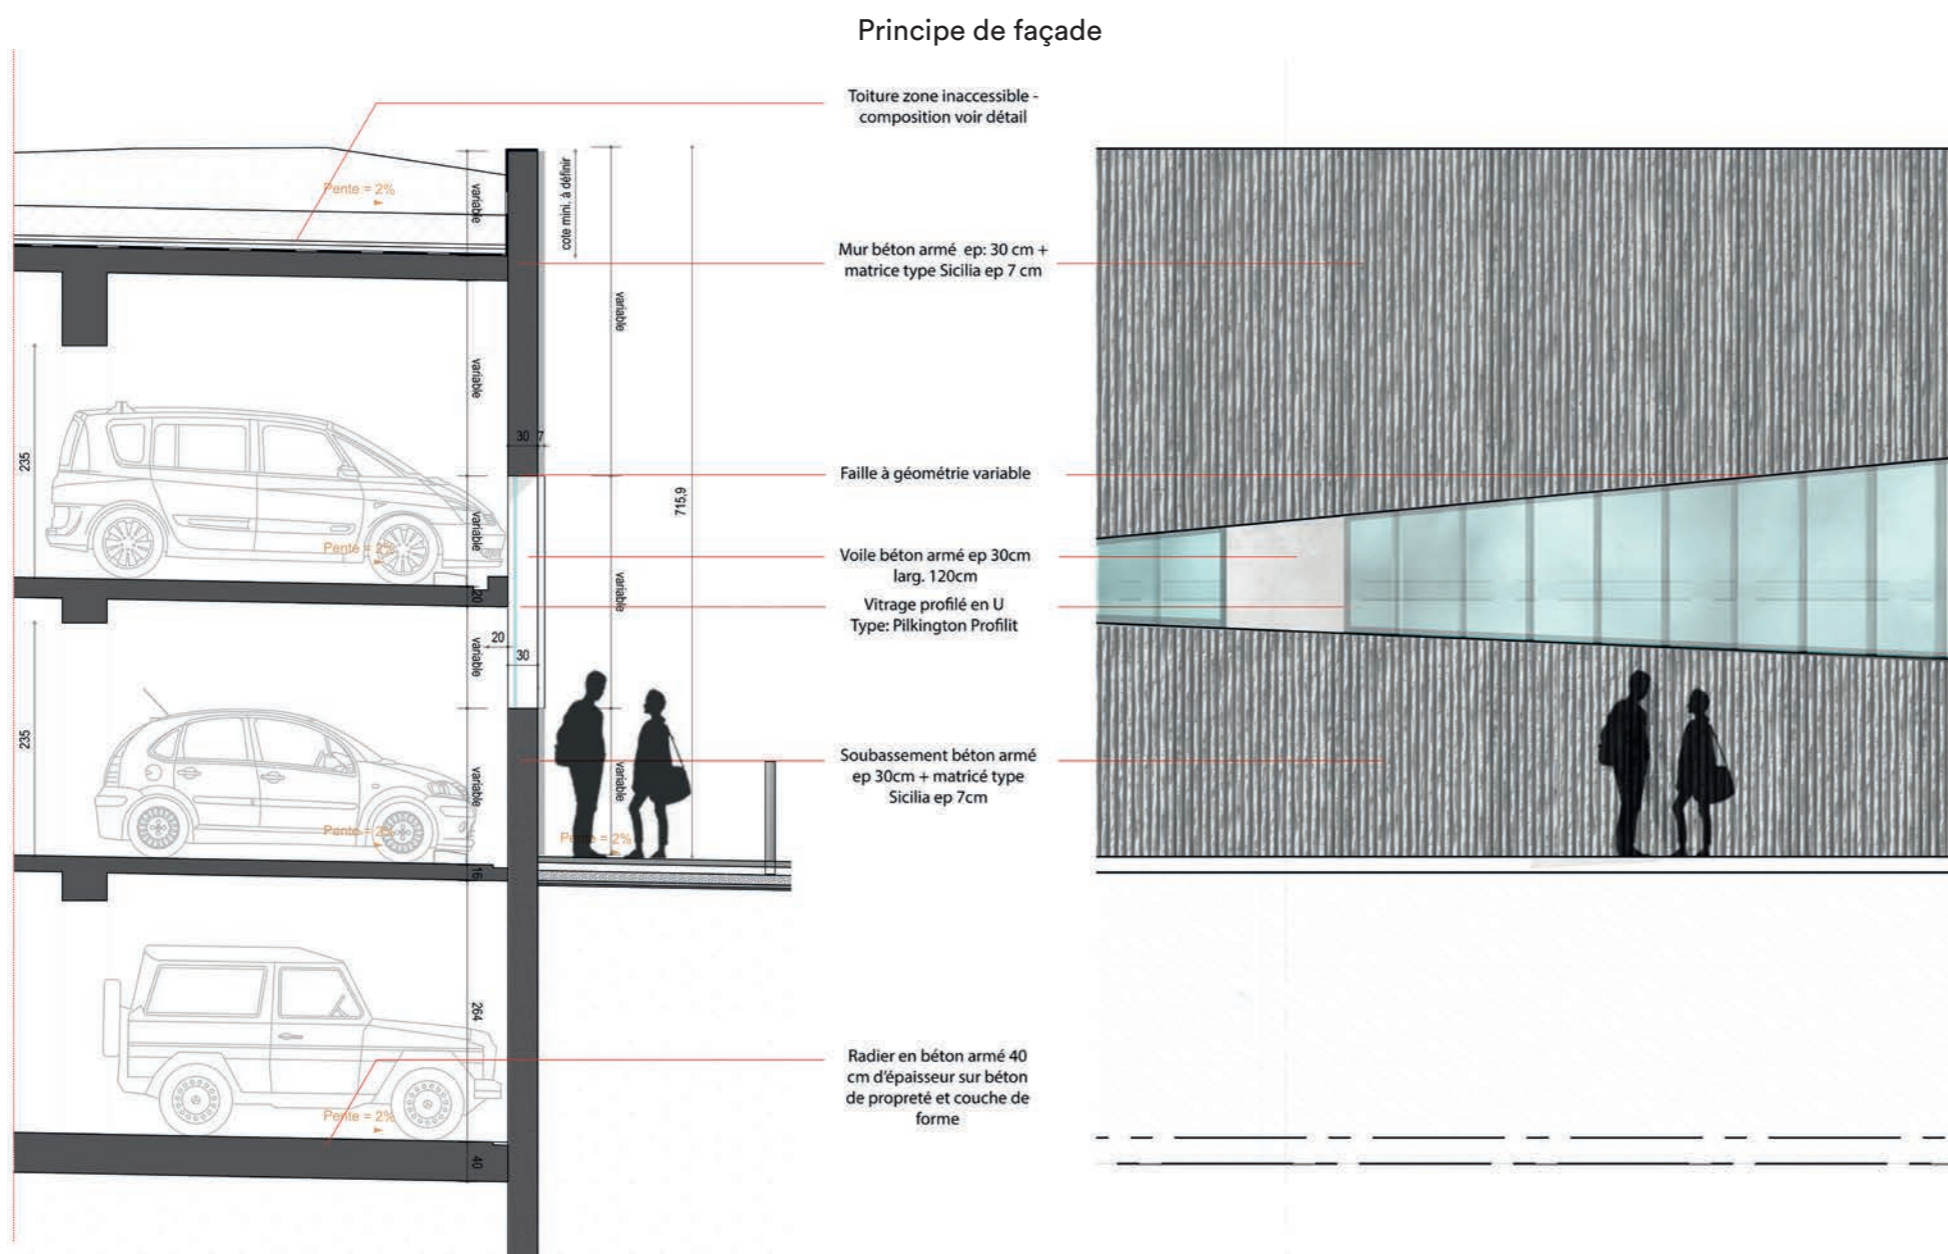 Principe de façade
Toiture zone inaccessible -
composition voir détail
Pente = 2%
variable
cote mini. à définir
Mur béton armé ep: 30 cm +
matrice type Sicilia ep 7 cm
variable
variable
235
30 7
Faille à géométrie variable
715,9
variable
Pente = 2%
Voile béton armé ep 30cm
larg. 120cm
variable
20
Vitrage profilé en U
Type: Pilkington Profilit
20
variable
30
235
Soubassement béton armé
ep 30cm + matricé type
Sicilia ep 7cm
variable
variable
Pente = 2%
Pente = 2%
16
264
Radier en béton armé 40
cm d'épaisseur sur béton
de propreté et couche de
forme
Pente = 2%
40